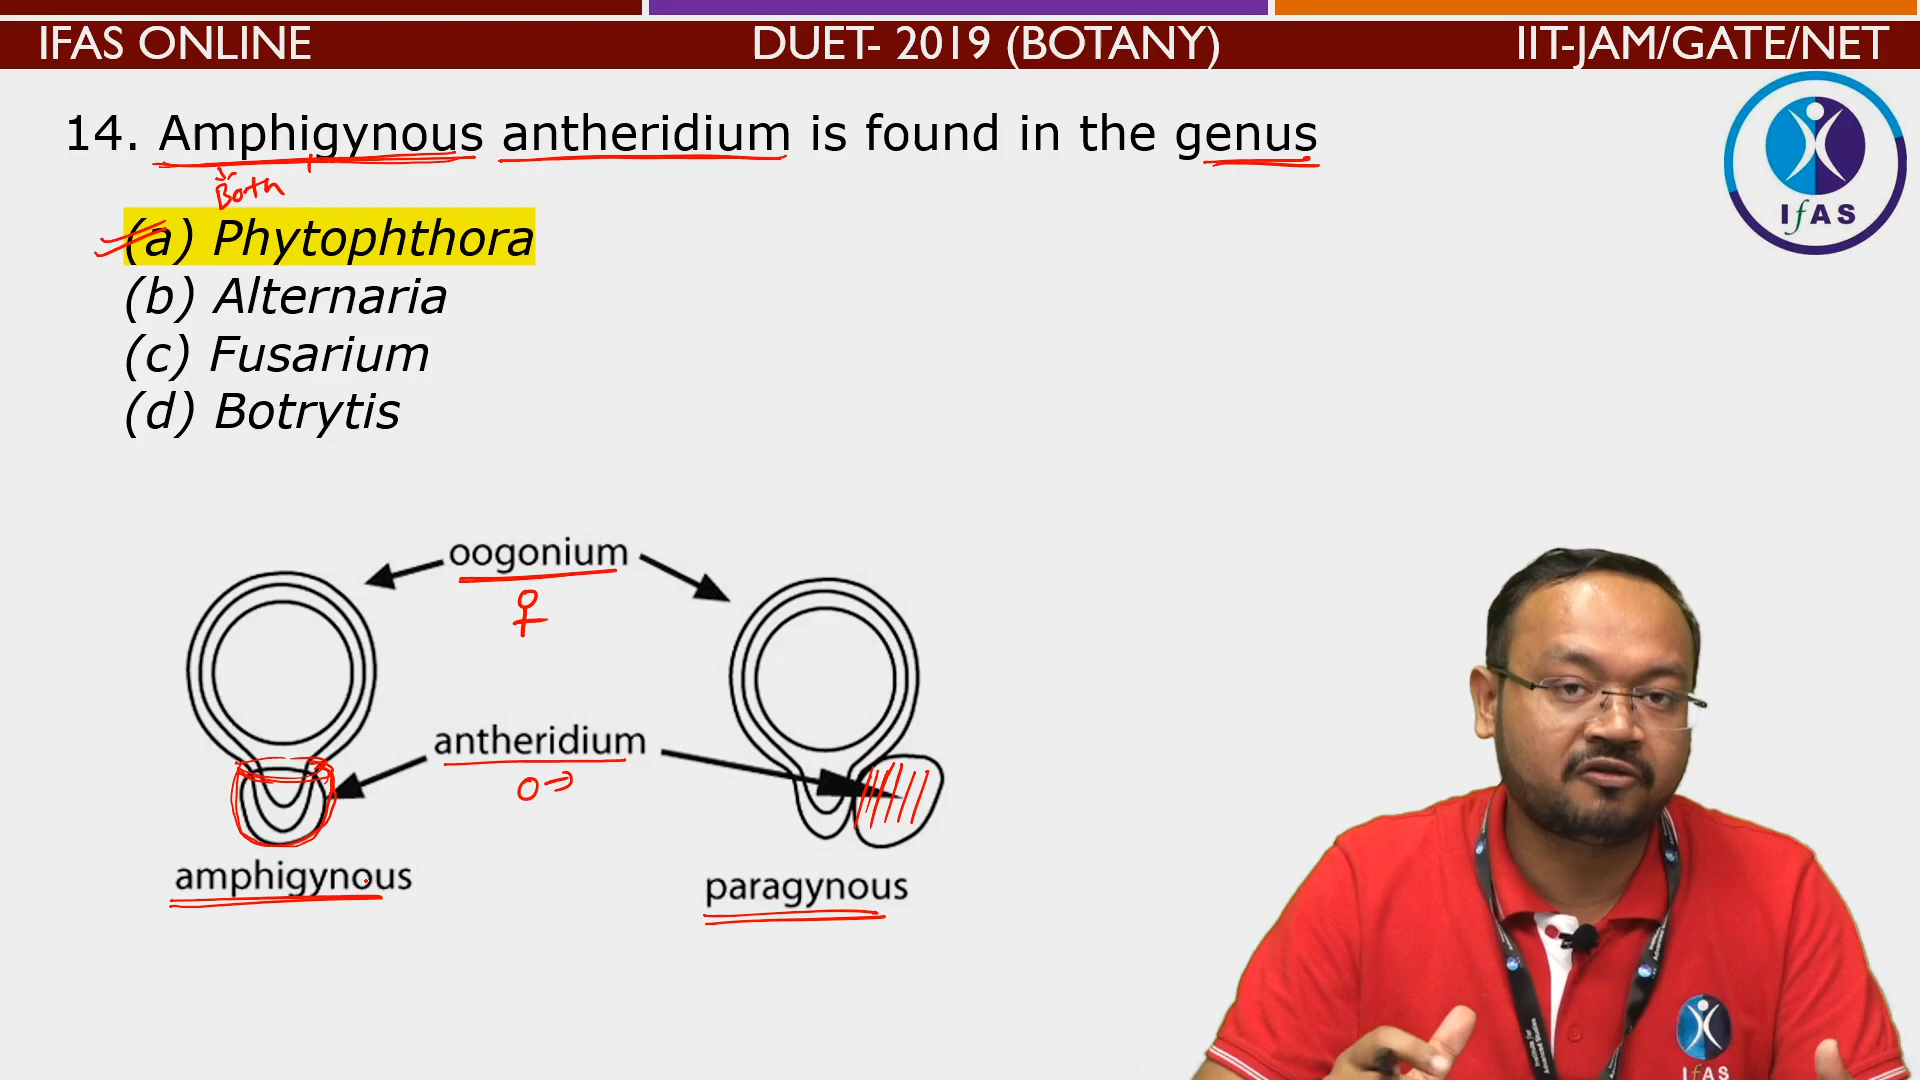 IFAS ONLINE DUET- 2019 (BOTANY) IIT-JAM/GATE/NET
14. Amphigynous antheridium is found in the genus
Both
(a) Phytophthora
(b) Alternaria
(c) Fusarium
(d) Botrytis
IfAS
oogonium
♀
antheridium
amphigynous
paragynous
IfAS